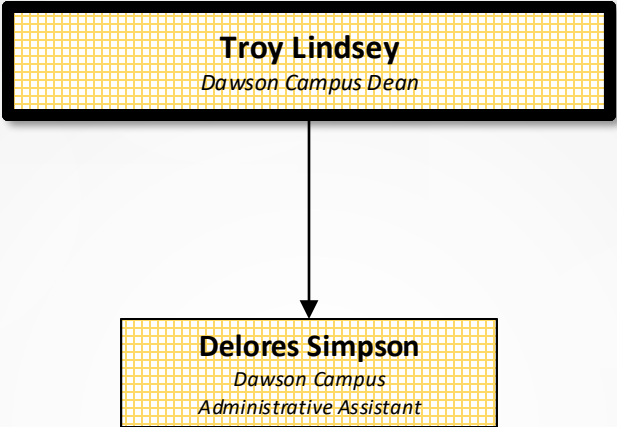 Troy Lindsey
Dawson Campus Dean
Delores Simpson
Dawson Campus
Administrative Assistant